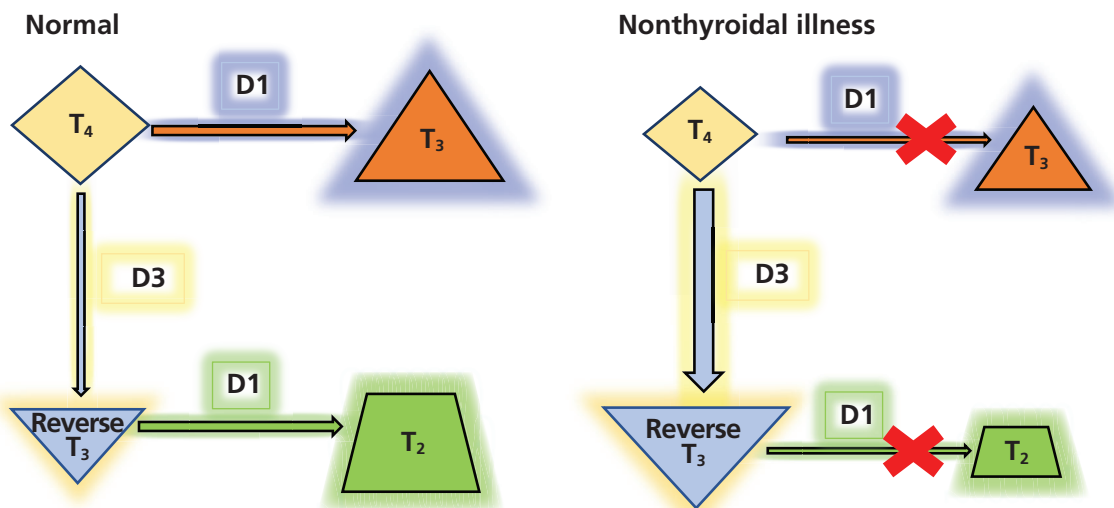 Normal
T₄
D1
T₃
D3
Reverse
T₃
D1
T₂
Nonthyroidal illness
T₄
D1
T₃
D3
Reverse
T₃
D1
T₂